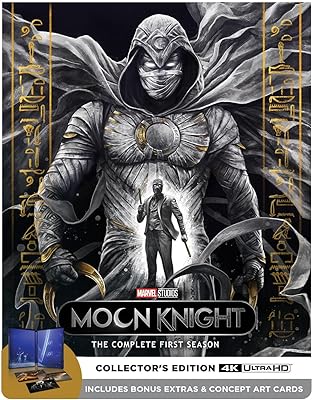 MARVEL STUDIOS
MOON KNIGHT
THE COMPLETE FIRST SEASON
COLLECTOR'S EDITION 4K ULTRA HD
INCLUDES BONUS EXTRAS & CONCEPT ART CARDS